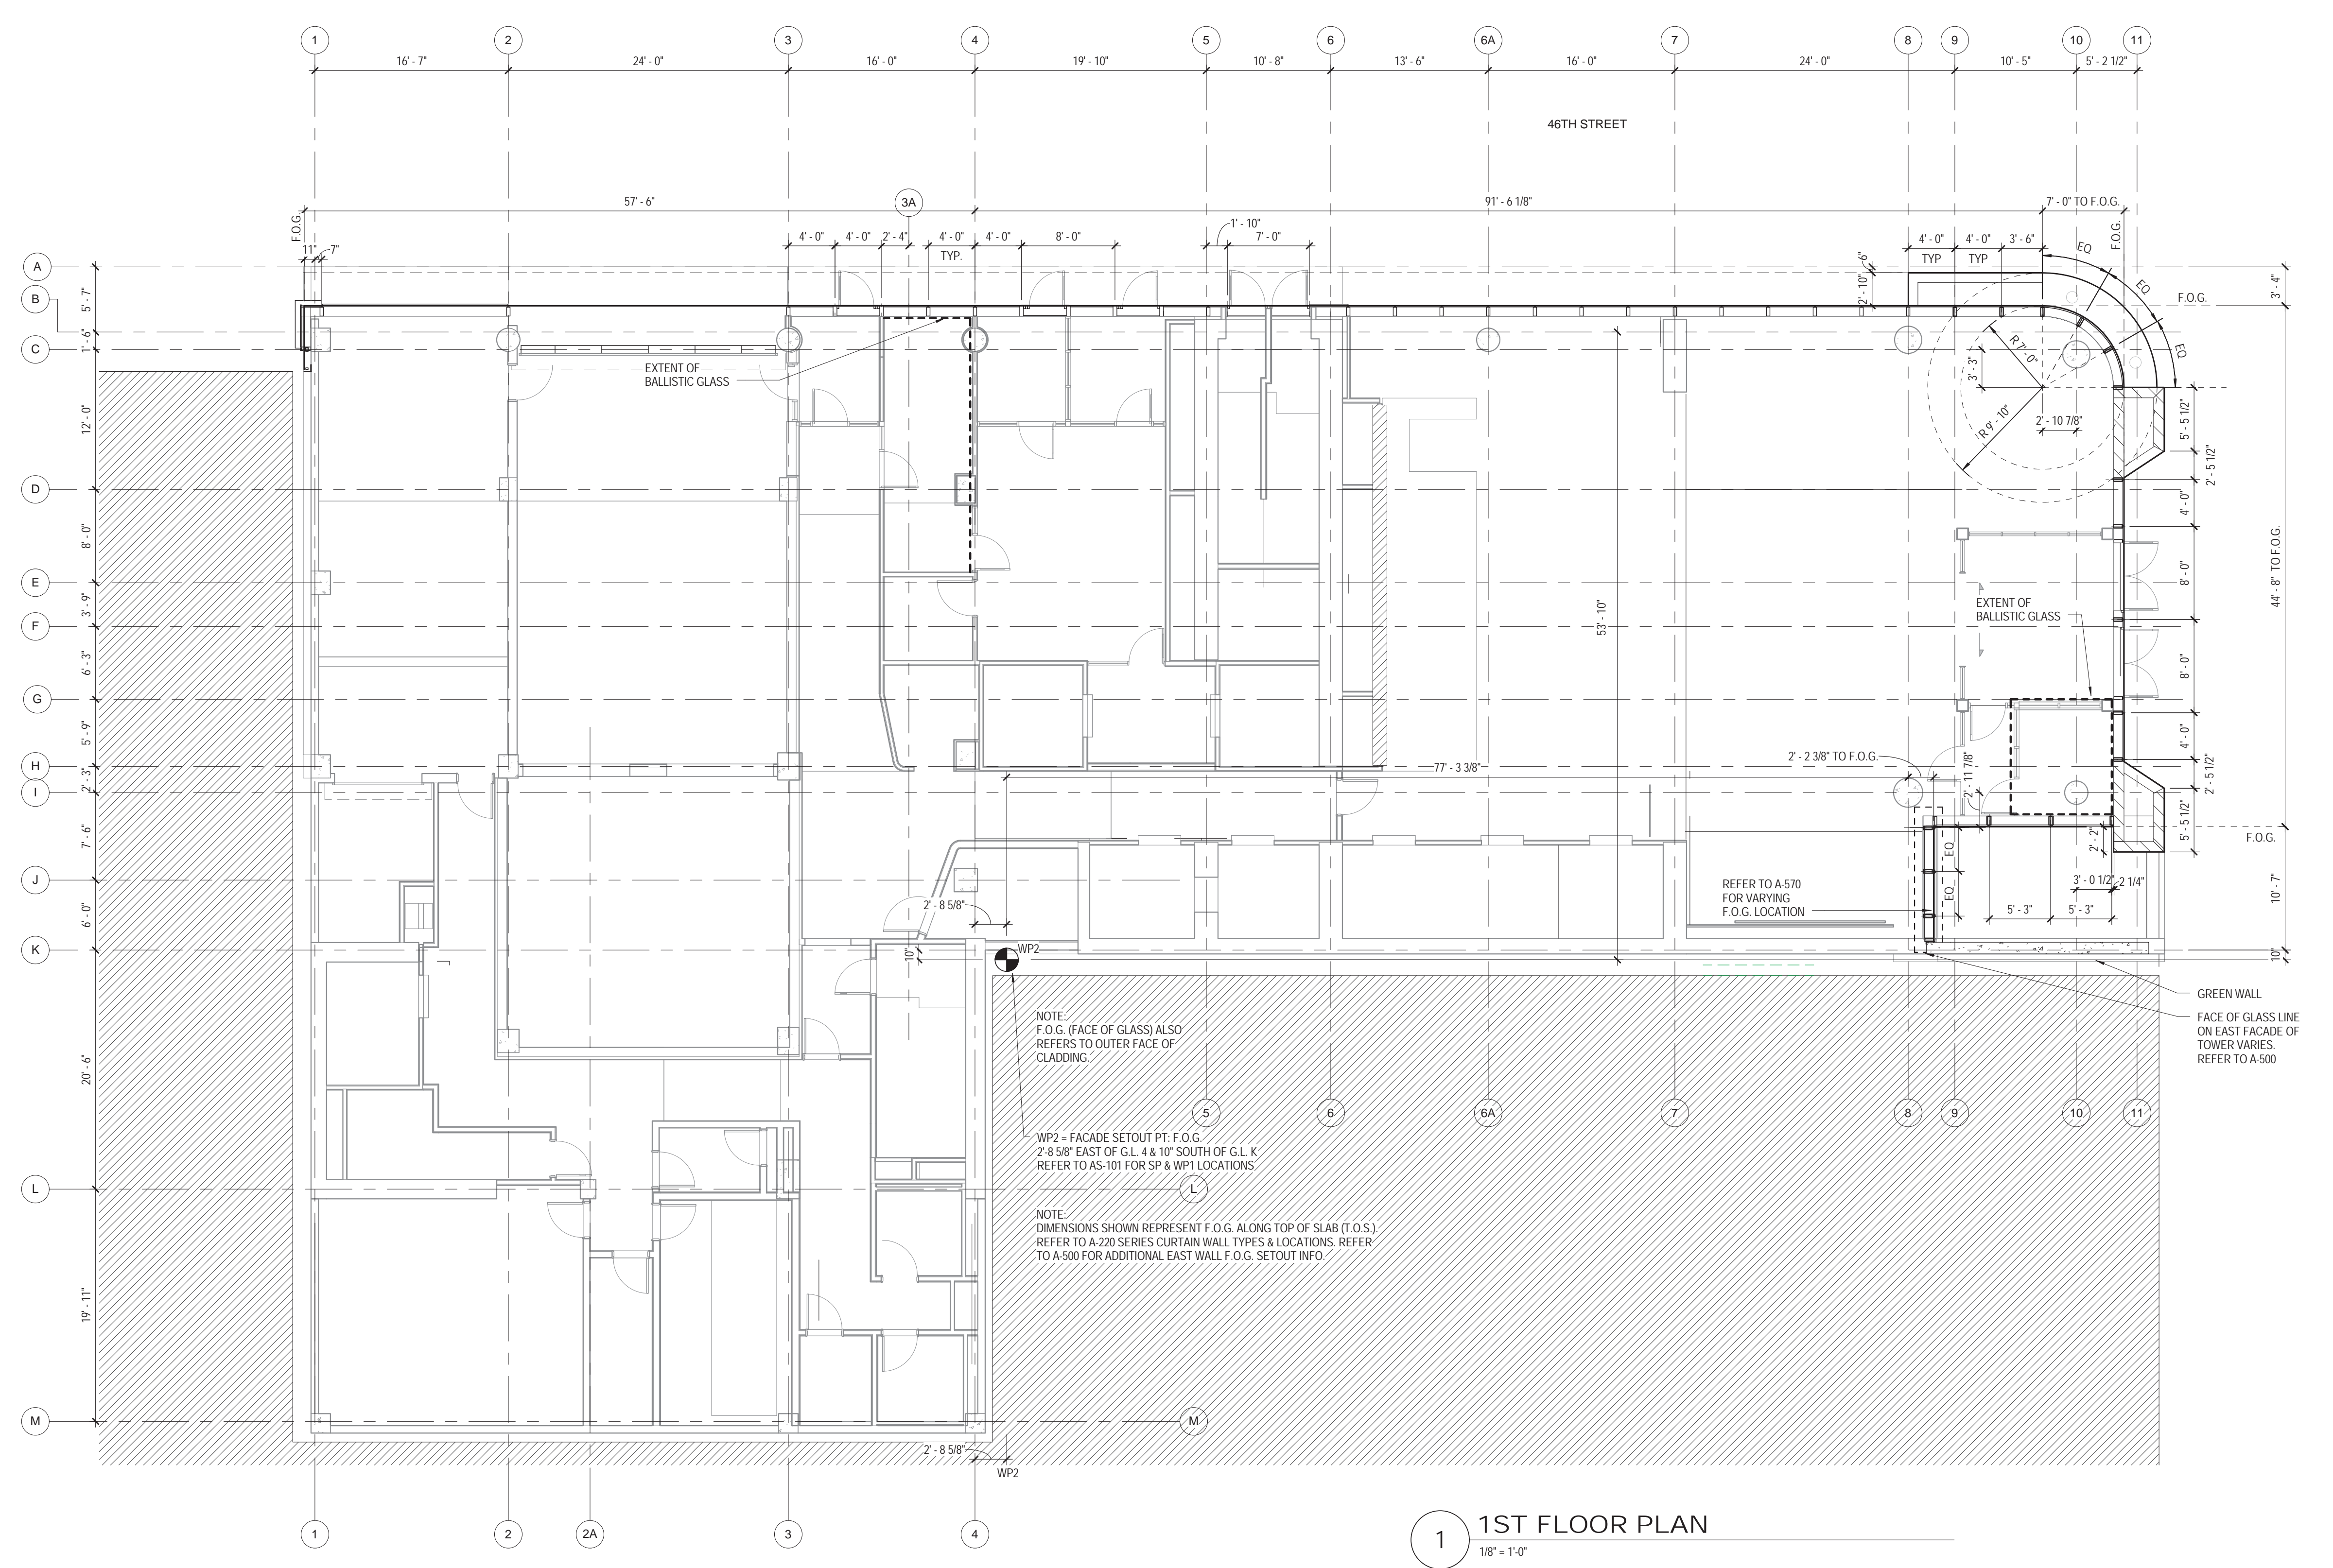 1 2 3 4 5 6 6A 7 8 9 10 11
16' - 7" 24' - 0" 16' - 0" 19' - 10" 10' - 8" 13' - 6" 16' - 0" 24' - 0" 10' - 5" 5' - 2 1/2"
46TH STREET
57' - 6" 3A 91' - 6 1/8" 7' - 0" TO F.O.G.
F.O.G.
11" 7"
4' - 0" 4' - 0" 2' - 4" 4' - 0" 4' - 0" 8' - 0" 1' - 10" 7' - 0"
TYP.
4' - 0" 4' - 0" 3' - 6"
TYP TYP
EQ
EQ
EQ
F.O.G.
F.O.G.
6"
2' - 10"
3' - 4"
A
B
C
D
E
F
G
H
I
J
K
L
M
5' - 7"
1' - 6"
12' - 0"
8' - 0"
3' - 9"
6' - 3"
5' - 9"
2' - 3"
7' - 6"
6' - 0"
20' - 6"
19' - 11"
EXTENT OF
BALLISTIC GLASS
R 7' - 0"
3' - 3"
R 9' - 10"
2' - 10 7/8"
5' - 5 1/2"
2' - 5 1/2"
4' - 0"
8' - 0"
8' - 0"
4' - 0"
2' - 5 1/2"
5' - 5 1/2"
44' - 8" TO F.O.G.
53' - 10"
EXTENT OF
BALLISTIC GLASS
77' - 3 3/8"
2' - 2 3/8" TO F.O.G.
2' - 11 7/8"
F.O.G.
EQ
EQ
2' - 2"
3' - 0 1/2" 2 1/4"
5' - 3" 5' - 3"
10' - 7"
10"
REFER TO A-570
FOR VARYING
F.O.G. LOCATION
2' - 8 5/8"
10"
WP2
GREEN WALL
FACE OF GLASS LINE
ON EAST FACADE OF
TOWER VARIES.
REFER TO A-500
NOTE:
F.O.G. (FACE OF GLASS) ALSO
REFERS TO OUTER FACE OF
CLADDING.
5 6 6A 7 8 9 10 11
WP2 = FACADE SETOUT PT: F.O.G.
2'-8 5/8" EAST OF G.L. 4 & 10" SOUTH OF G.L. K
REFER TO AS-101 FOR SP & WP1 LOCATIONS
L
NOTE:
DIMENSIONS SHOWN REPRESENT F.O.G. ALONG TOP OF SLAB (T.O.S.).
REFER TO A-220 SERIES CURTAIN WALL TYPES & LOCATIONS. REFER
TO A-500 FOR ADDITIONAL EAST WALL F.O.G. SETOUT INFO.
M
2' - 8 5/8"
WP2
1 2 2A 3 4
1 1ST FLOOR PLAN
1/8" = 1'-0"